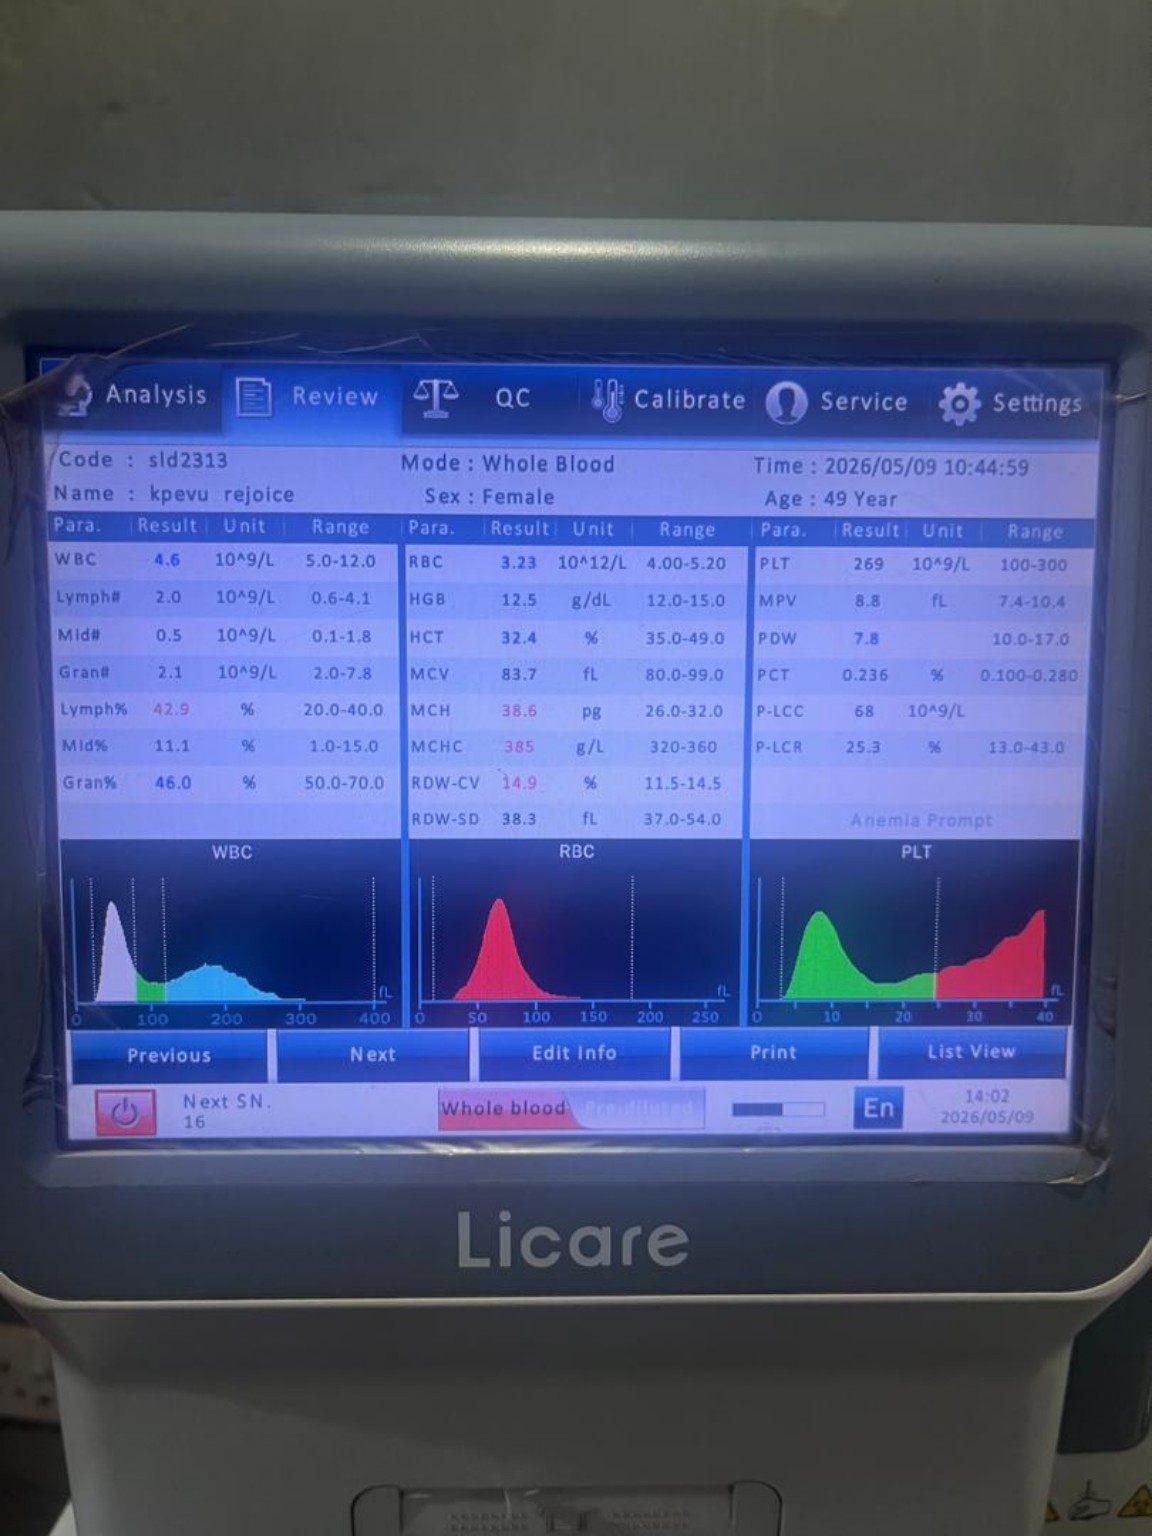 Analysis Review QC Calibrate Service Settings
Code : sld2313 Mode : Whole Blood Time : 2026/05/09 10:44:59
Name : kpevu rejoice Sex : Female Age : 49 Year
Para. Result Unit Range Para. Result Unit Range Para. Result Unit Range
WBC 4.6 10^9/L 5.0-12.0 RBC 3.23 10^12/L 4.00-5.20 PLT 269 10^9/L 100-300
Lymph# 2.0 10^9/L 0.6-4.1 HGB 12.5 g/dL 12.0-15.0 MPV 8.8 fL 7.4-10.4
Mid# 0.5 10^9/L 0.1-1.8 HCT 32.4 % 35.0-49.0 PDW 7.8 10.0-17.0
Gran# 2.1 10^9/L 2.0-7.8 MCV 83.7 fL 80.0-99.0 PCT 0.236 % 0.100-0.280
Lymph% 42.9 % 20.0-40.0 MCH 38.6 pg 26.0-32.0 P-LCC 68 10^9/L
Mid% 11.1 % 1.0-15.0 MCHC 385 g/L 320-360 P-LCR 25.3 % 13.0-43.0
Gran% 46.0 % 50.0-70.0 RDW-CV 14.9 % 11.5-14.5
RDW-SD 38.3 fL 37.0-54.0 Anemia Prompt
WBC RBC PLT
fL fL fL
0 100 200 300 400 0 50 100 150 200 250 0 10 20 30 40
Previous Next Edit Info Print List View
Next SN. 14:02
16 Whole blood Pre-diluted En 2026/05/09
Licare